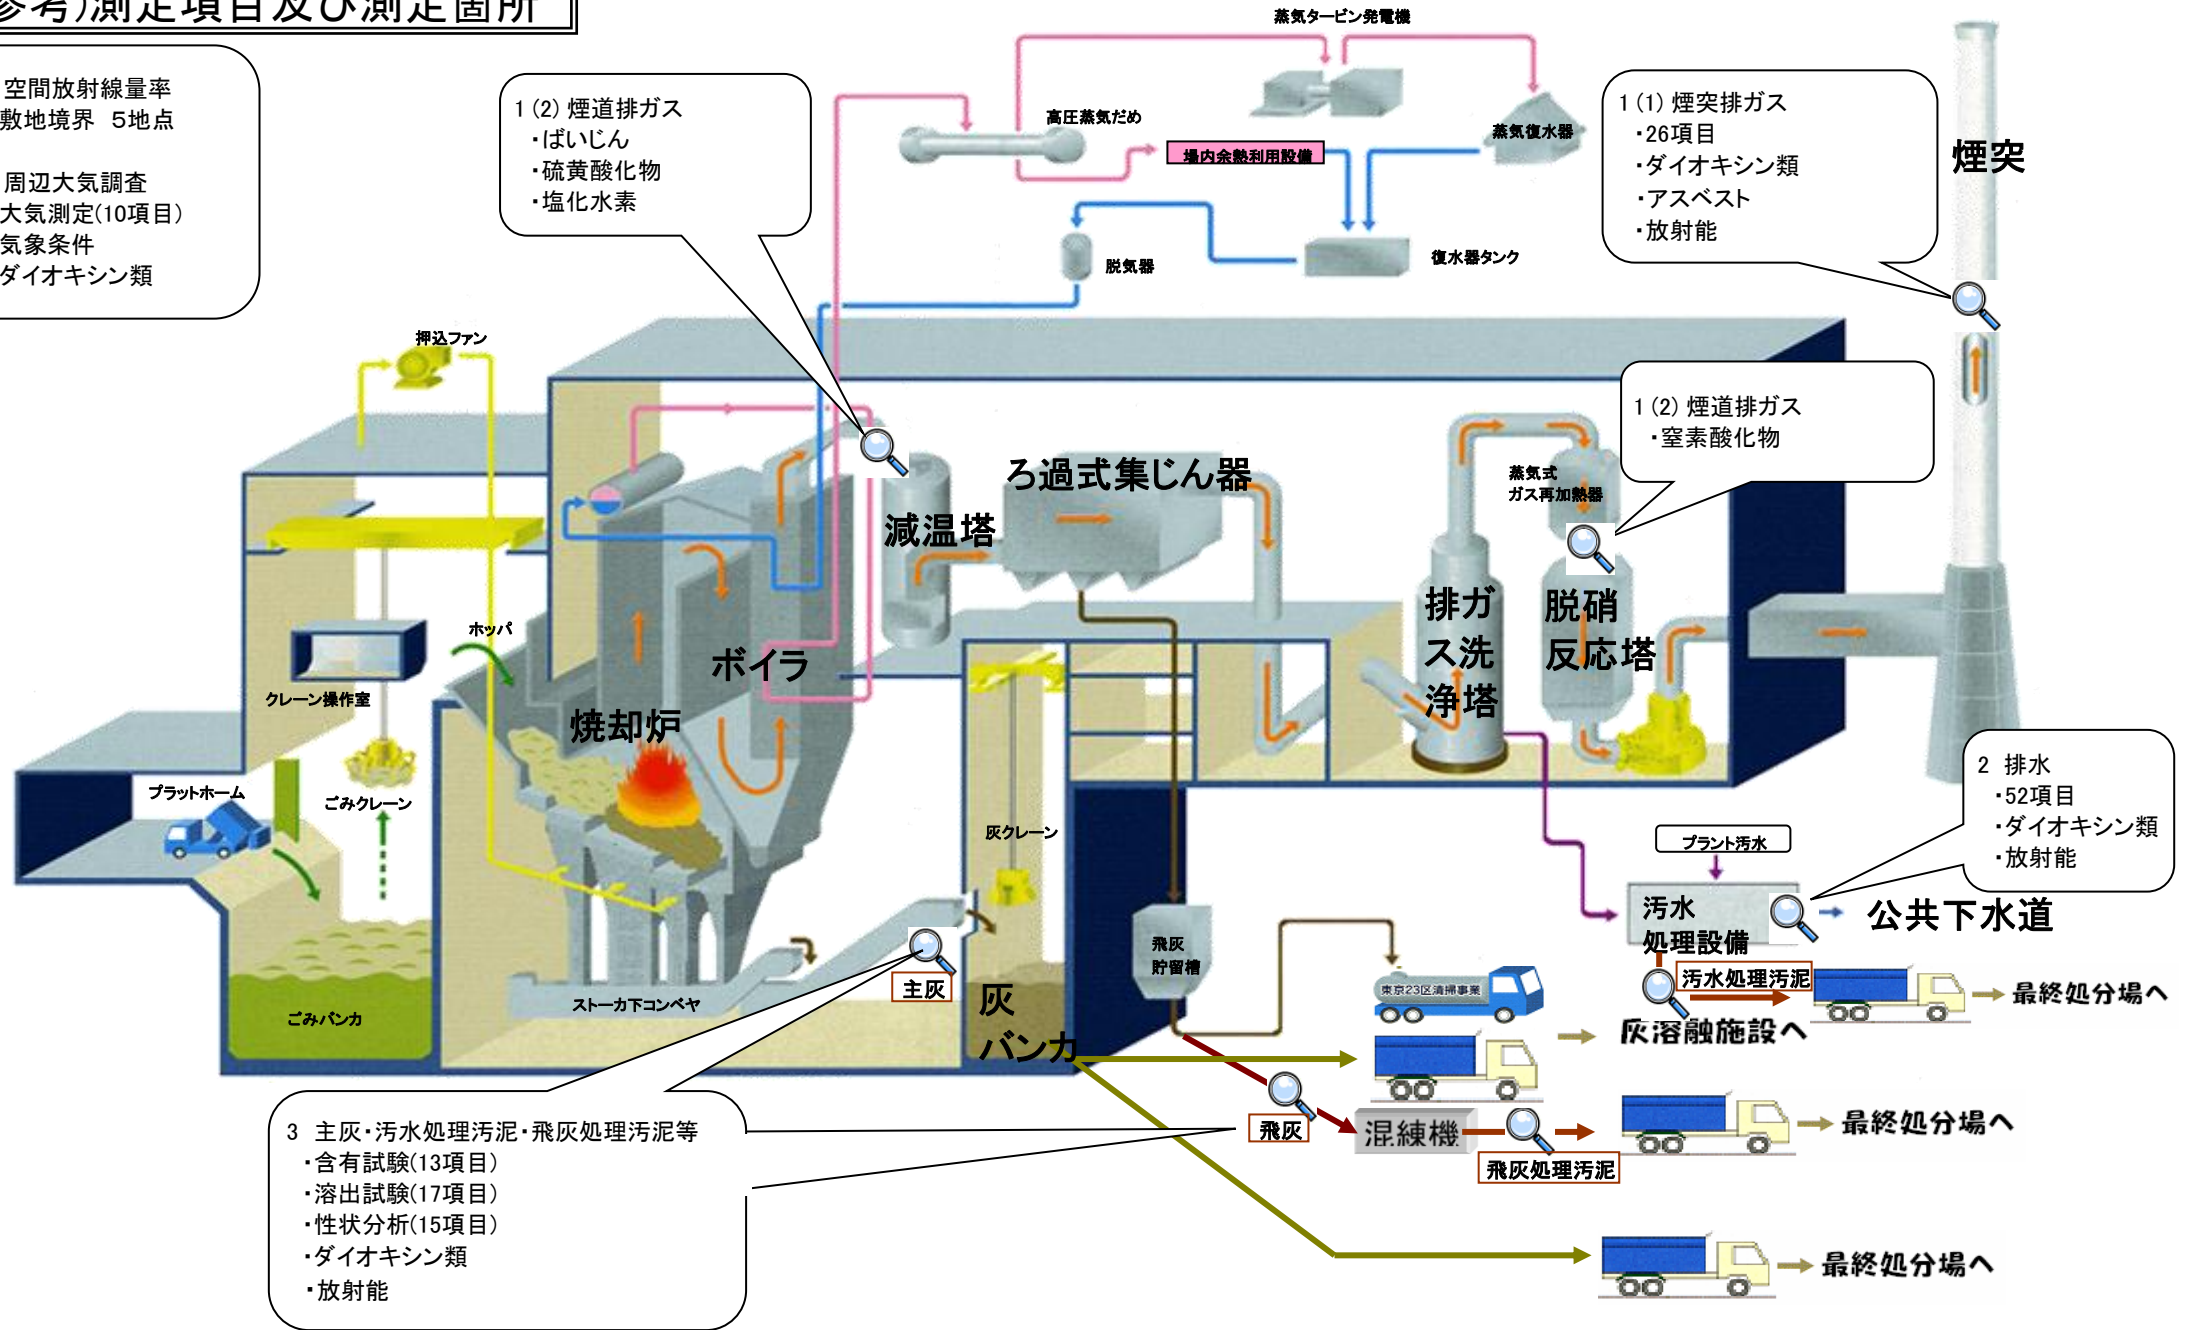 参考)測定項目及び測定箇所
空間放射線量率
敷地境界 5地点
周辺大気調査
大気測定(10項目)
気象条件
ダイオキシン類
1(2) 煙道排ガス
・ばいじん
・硫黄酸化物
・塩化水素
蒸気タービン発電機
高圧蒸気だめ
場内余熱利用設備
蒸気復水器
脱気器
復水器タンク
1(1) 煙突排ガス
・26項目
・ダイオキシン類
・アスベスト
・放射能
煙突
押込ファン
1(2) 煙道排ガス
・窒素酸化物
ろ過式集じん器
蒸気式
ガス再加熱器
減温塔
ホッパ
ボイラ
排ガ
ス洗
浄塔
脱硝
反応塔
クレーン操作室
焼却炉
プラットホーム
ごみクレーン
灰クレーン
2 排水
・52項目
・ダイオキシン類
・放射能
プラント汚水
汚水
処理設備
公共下水道
飛灰
貯留槽
主灰
ストーカ下コンベヤ
ごみバンカ
灰
バンカ
東京23区清掃事業
汚水処理汚泥
最終処分場へ
灰溶融施設へ
3 主灰・汚水処理汚泥・飛灰処理汚泥等
・含有試験(13項目)
・溶出試験(17項目)
・性状分析(15項目)
・ダイオキシン類
・放射能
飛灰
混練機
飛灰処理汚泥
最終処分場へ
最終処分場へ